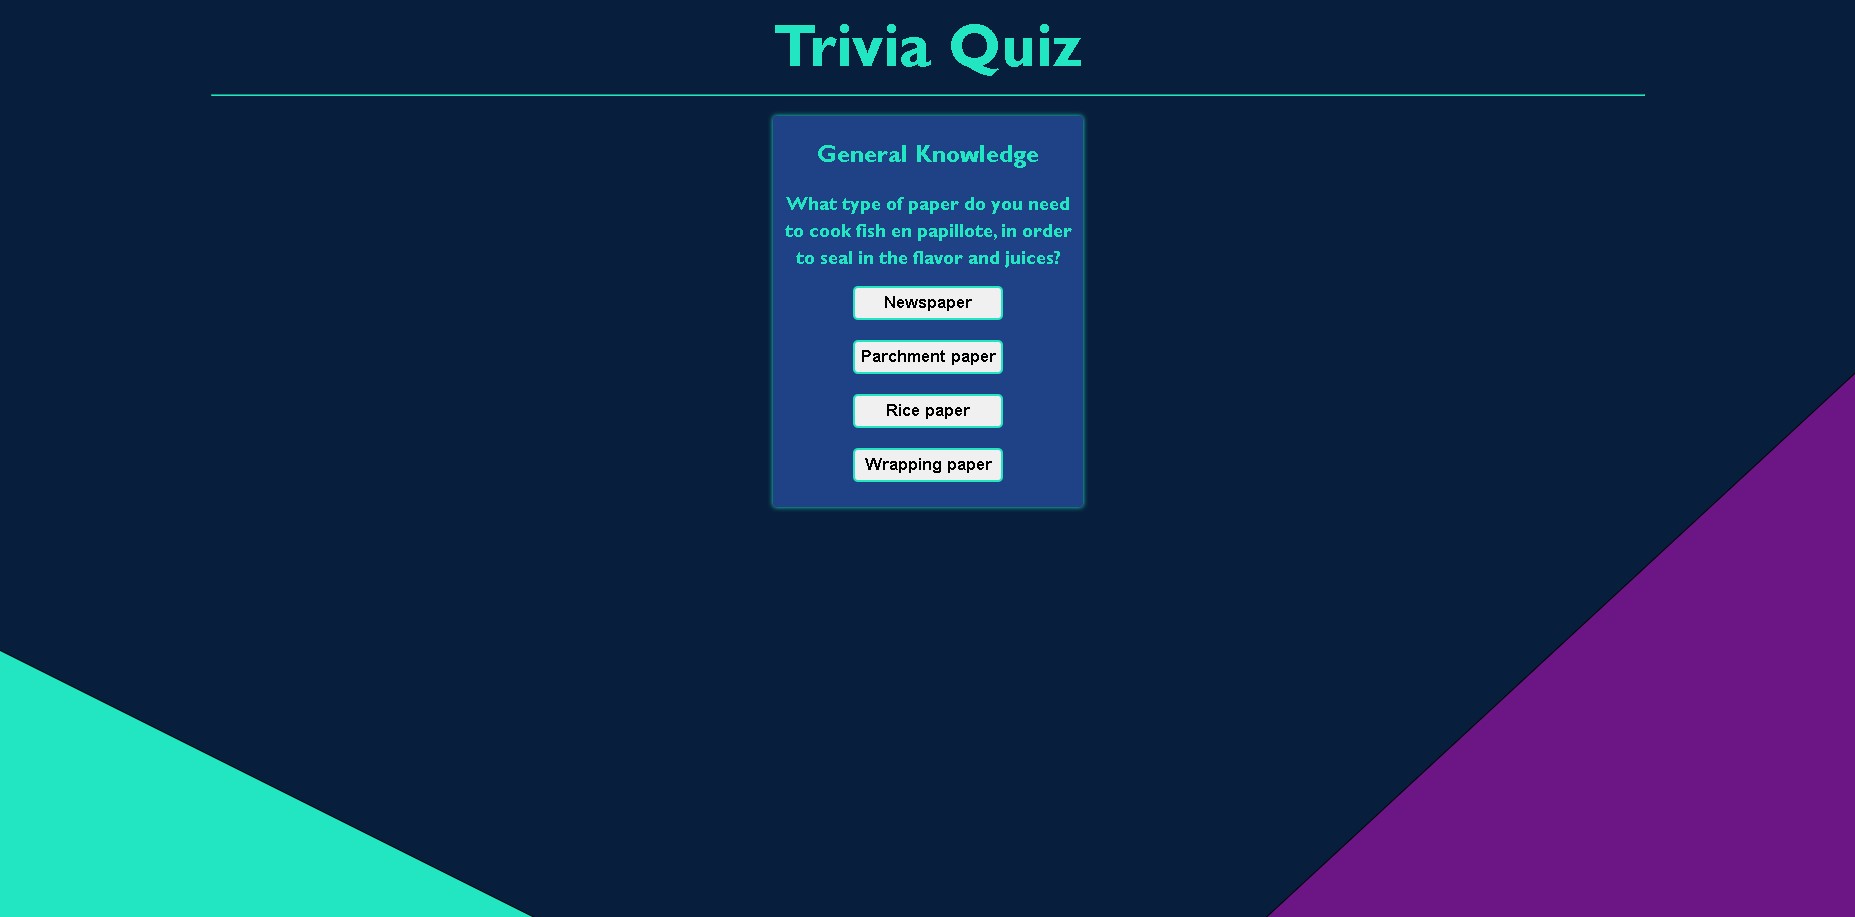 Trivia Quiz
General Knowledge
What type of paper do you need
to cook fish en papillote, in order
to seal in the flavor and juices?
Newspaper
Parchment paper
Rice paper
Wrapping paper